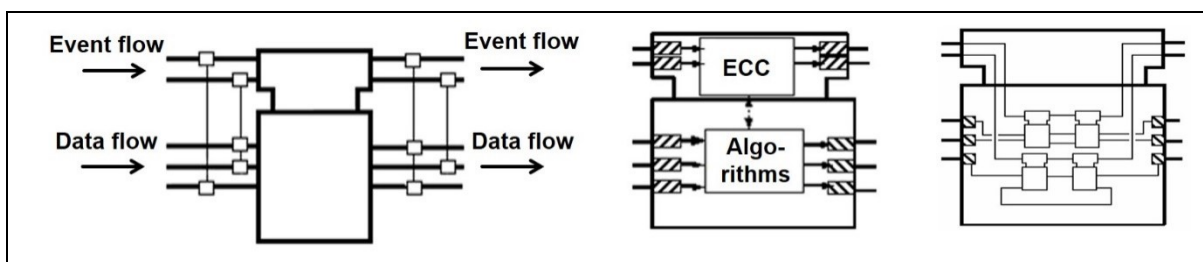 Event flow
Event flow
Data flow
Data flow
ECC
Algo-
rithms